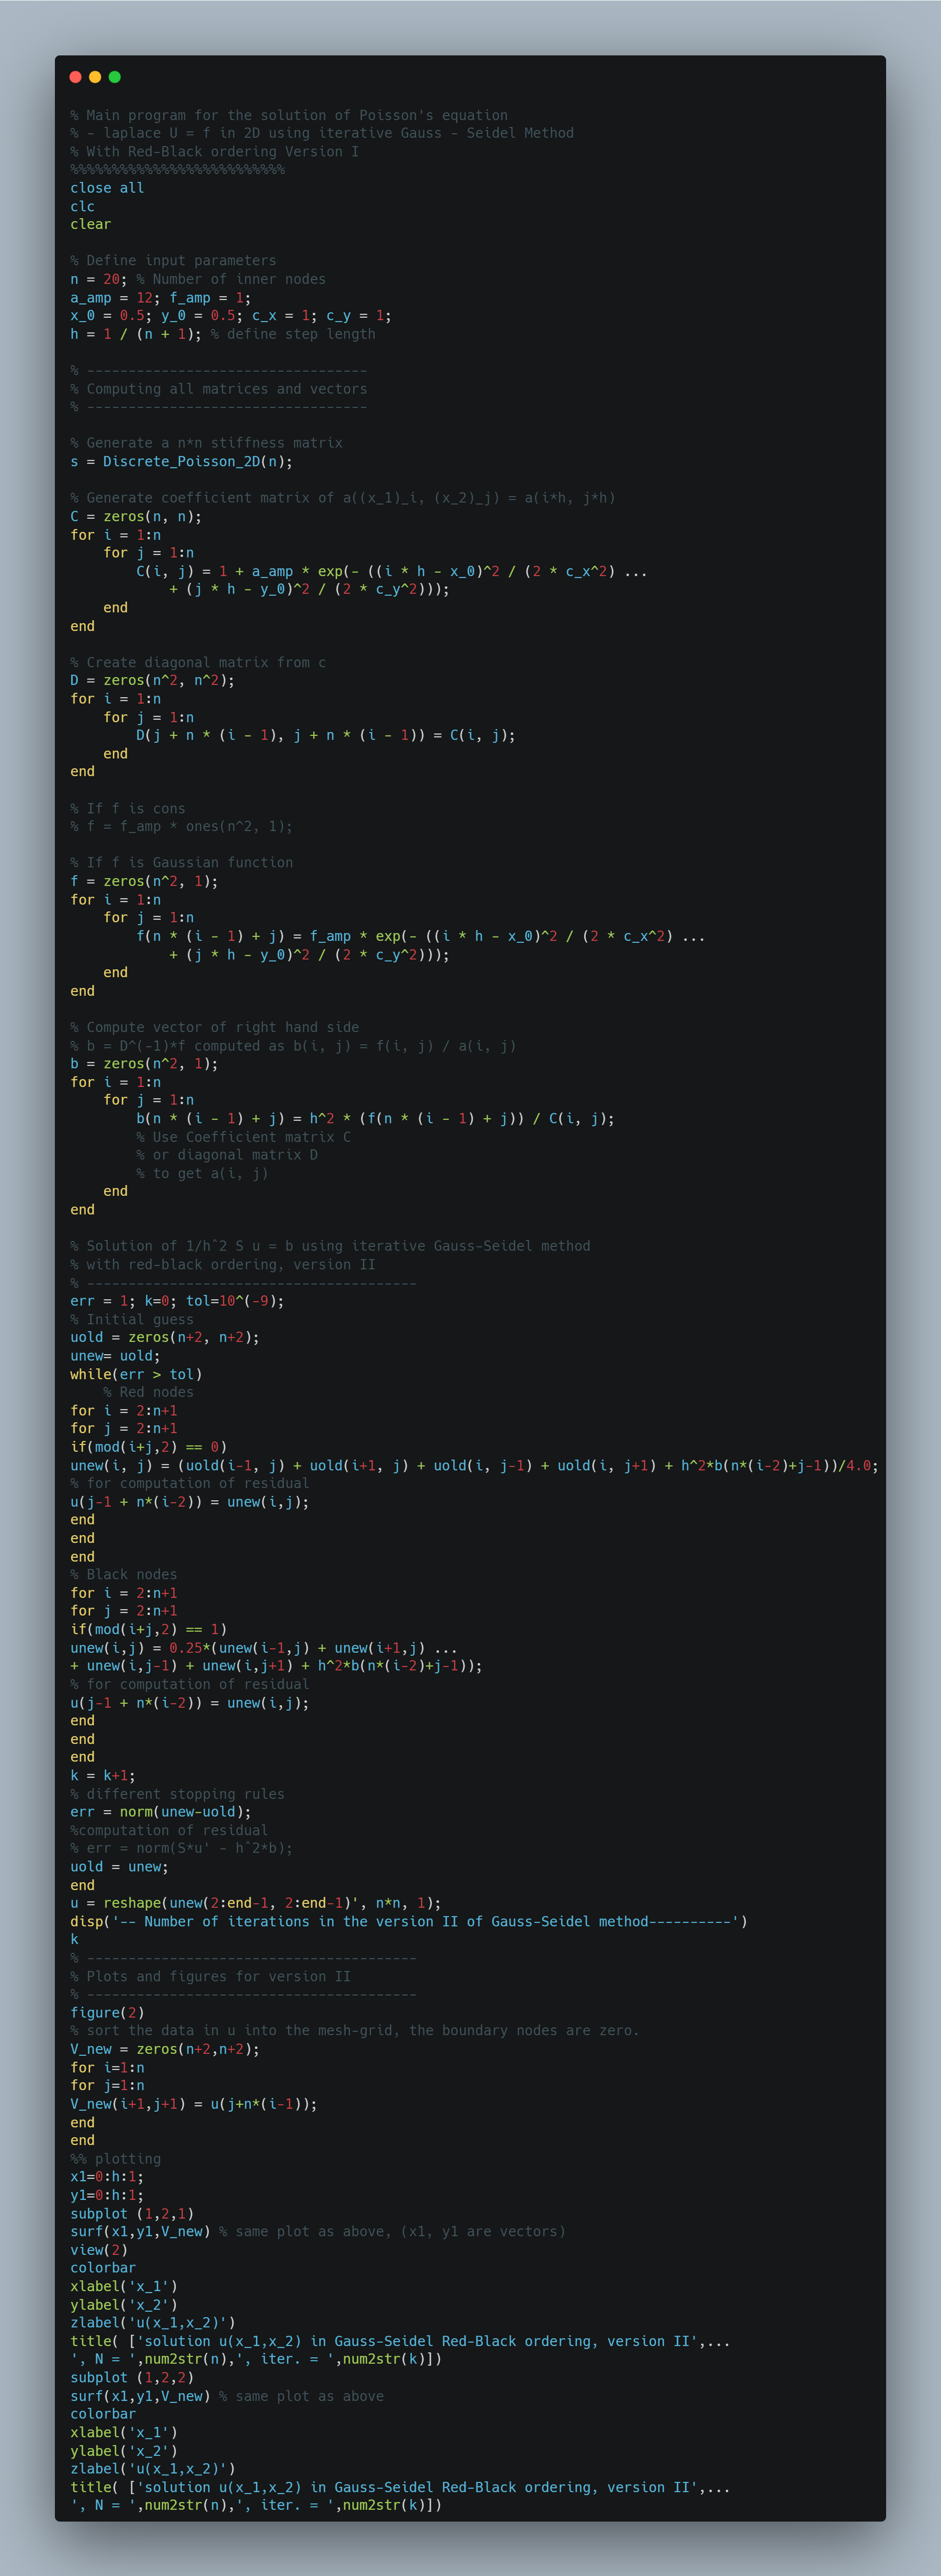 % Main program for the solution of Poisson's equation
% - laplace U = f in 2D using iterative Gauss - Seidel Method
% With Red-Black ordering Version I
%%%%%%%%%%%%%%%%%%%%%%%%%%
close all
clc
clear
% Define input parameters
n = 20; % Number of inner nodes
a_amp = 12; f_amp = 1;
x_0 = 0.5; y_0 = 0.5; c_x = 1; c_y = 1;
h = 1 / (n + 1); % define step length
% ----------------------------------
% Computing all matrices and vectors
% ----------------------------------
% Generate a n*n stiffness matrix
s = Discrete_Poisson_2D(n);
% Generate coefficient matrix of a((x_1)_i, (x_2)_j) = a(i*h, j*h)
C = zeros(n, n);
for i = 1:n
    for j = 1:n
        C(i, j) = 1 + a_amp * exp(- ((i * h - x_0)^2 / (2 * c_x^2) ...
            + (j * h - y_0)^2 / (2 * c_y^2)));
    end
end
% Create diagonal matrix from c
D = zeros(n^2, n^2);
for i = 1:n
    for j = 1:n
        D(j + n * (i - 1), j + n * (i - 1)) = C(i, j);
    end
end
% If f is cons
% f = f_amp * ones(n^2, 1);
% If f is Gaussian function
f = zeros(n^2, 1);
for i = 1:n
    for j = 1:n
        f(n * (i - 1) + j) = f_amp * exp(- ((i * h - x_0)^2 / (2 * c_x^2) ...
            + (j * h - y_0)^2 / (2 * c_y^2)));
    end
end
% Compute vector of right hand side
% b = D^(-1)*f computed as b(i, j) = f(i, j) / a(i, j)
b = zeros(n^2, 1);
for i = 1:n
    for j = 1:n
        b(n * (i - 1) + j) = h^2 * (f(n * (i - 1) + j)) / C(i, j);
        % Use Coefficient matrix C
        % or diagonal matrix D
        % to get a(i, j)
    end
end
% Solution of 1/hˆ2 S u = b using iterative Gauss-Seidel method
% with red-black ordering, version II
% ----------------------------------------
err = 1; k=0; tol=10^(-9);
% Initial guess
uold = zeros(n+2, n+2);
unew= uold;
while(err > tol)
    % Red nodes
for i = 2:n+1
for j = 2:n+1
if(mod(i+j,2) == 0)
unew(i, j) = (uold(i-1, j) + uold(i+1, j) + uold(i, j-1) + uold(i, j+1) + h^2*b(n*(i-2)+j-1))/4.0;
% for computation of residual
u(j-1 + n*(i-2)) = unew(i,j);
end
end
end
% Black nodes
for i = 2:n+1
for j = 2:n+1
if(mod(i+j,2) == 1)
unew(i,j) = 0.25*(unew(i-1,j) + unew(i+1,j) ...
+ unew(i,j-1) + unew(i,j+1) + h^2*b(n*(i-2)+j-1));
% for computation of residual
u(j-1 + n*(i-2)) = unew(i,j);
end
end
end
k = k+1;
% different stopping rules
err = norm(unew-uold);
%computation of residual
% err = norm(S*u' - hˆ2*b);
uold = unew;
end
u = reshape(unew(2:end-1, 2:end-1)', n*n, 1);
disp('-- Number of iterations in the version II of Gauss-Seidel method----------')
k
% ----------------------------------------
% Plots and figures for version II
% ----------------------------------------
figure(2)
% sort the data in u into the mesh-grid, the boundary nodes are zero.
V_new = zeros(n+2,n+2);
for i=1:n
for j=1:n
V_new(i+1,j+1) = u(j+n*(i-1));
end
end
%% plotting
x1=0:h:1;
y1=0:h:1;
subplot (1,2,1)
surf(x1,y1,V_new) % same plot as above, (x1, y1 are vectors)
view(2)
colorbar
xlabel('x_1')
ylabel('x_2')
zlabel('u(x_1,x_2)')
title( ['solution u(x_1,x_2) in Gauss-Seidel Red-Black ordering, version II',...
', N = ',num2str(n),', iter. = ',num2str(k)])
subplot (1,2,2)
surf(x1,y1,V_new) % same plot as above
colorbar
xlabel('x_1')
ylabel('x_2')
zlabel('u(x_1,x_2)')
title( ['solution u(x_1,x_2) in Gauss-Seidel Red-Black ordering, version II',...
', N = ',num2str(n),', iter. = ',num2str(k)])